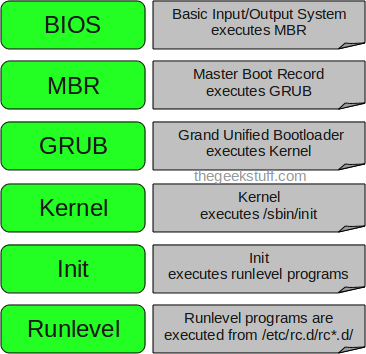 BIOS
Basic Input/Output System
executes MBR
MBR
Master Boot Record
executes GRUB
GRUB
Grand Unified Bootloader
executes Kernel
thegeekstuff.com
Kernel
Kernel
executes /sbin/init
Init
Init
executes runlevel programs
Runlevel
Runlevel programs are
executed from /etc/rc.d/rc*.d/